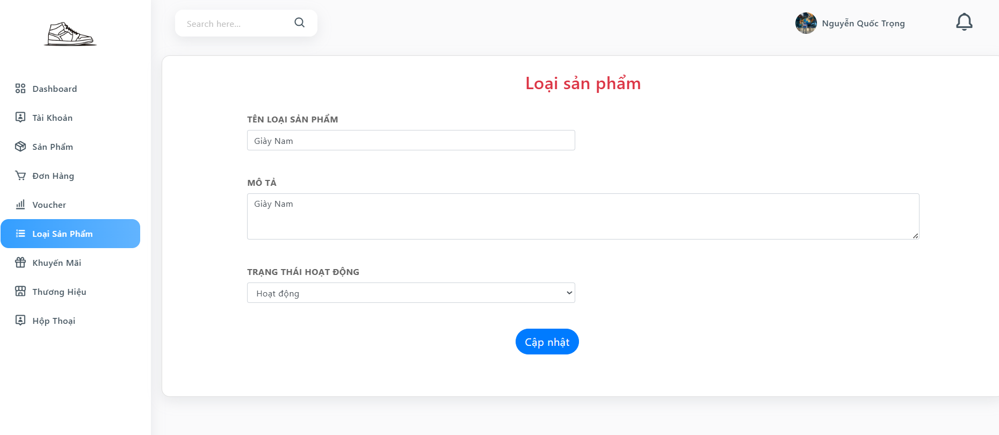 Search here...
Nguyễn Quốc Trọng
Dashboard
Tài Khoản
Sản Phẩm
Đơn Hàng
Voucher
Loại Sản Phẩm
Khuyến Mãi
Thương Hiệu
Hộp Thoại
Loại sản phẩm
TÊN LOẠI SẢN PHẨM
Giày Nam
MÔ TẢ
Giày Nam
TRẠNG THÁI HOẠT ĐỘNG
Hoạt động
Cập nhật